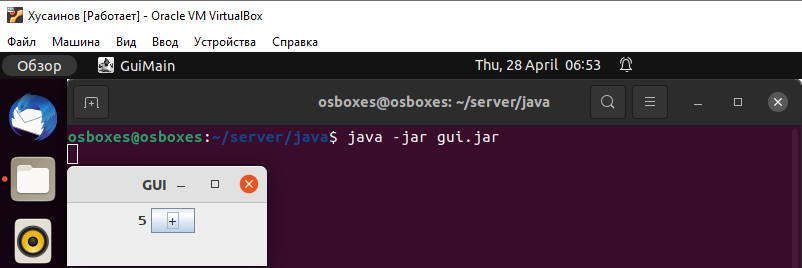 Хусаинов [Работает] - Oracle VM VirtualBox
Файл Машина Вид Ввод Устройства Справка
Обзор GuiMain Thu, 28 April 06:53
osboxes@osboxes: ~/server/java
osboxes@osboxes:~/server/java$ java -jar gui.jar
GUI
5 +